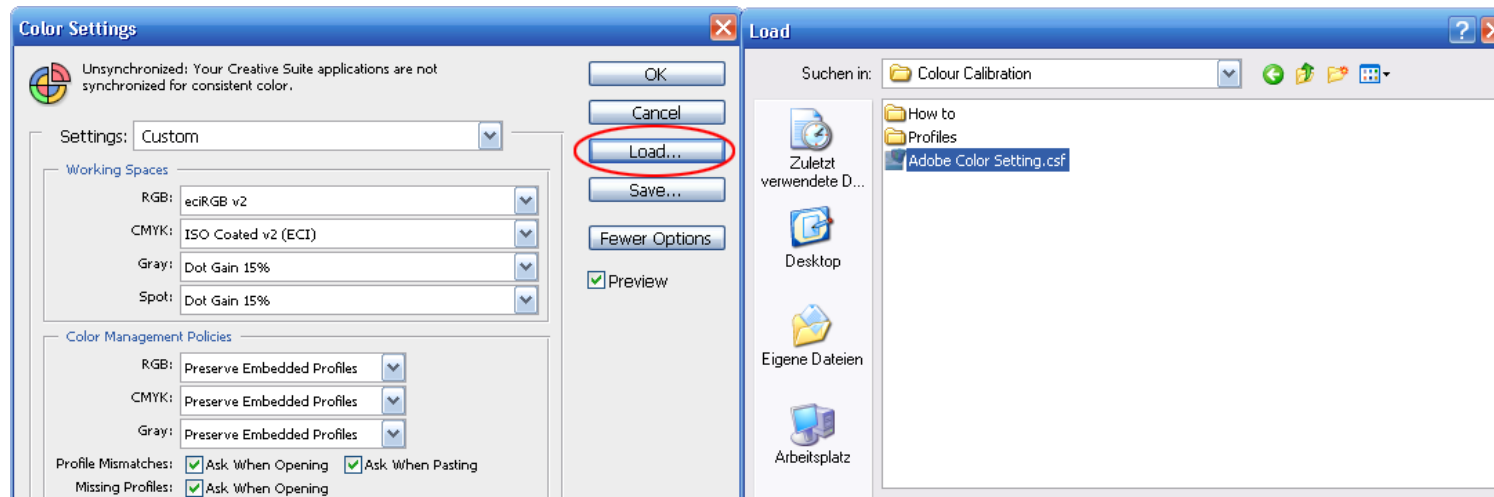 Color Settings
Unsynchronized: Your Creative Suite applications are not
synchronized for consistent color.
Settings: Custom
Working Spaces
RGB: eciRGB v2
CMYK: ISO Coated v2 (ECI)
Gray: Dot Gain 15%
Spot: Dot Gain 15%
Color Management Policies
RGB: Preserve Embedded Profiles
CMYK: Preserve Embedded Profiles
Gray: Preserve Embedded Profiles
Profile Mismatches: Ask When Opening Ask When Pasting
Missing Profiles: Ask When Opening
OK
Cancel
Load...
Save...
Fewer Options
Preview
Load
Suchen in: Colour Calibration
Zuletzt
verwendete D...
Desktop
Eigene Dateien
Arbeitsplatz
How to
Profiles
Adobe Color Setting.csf